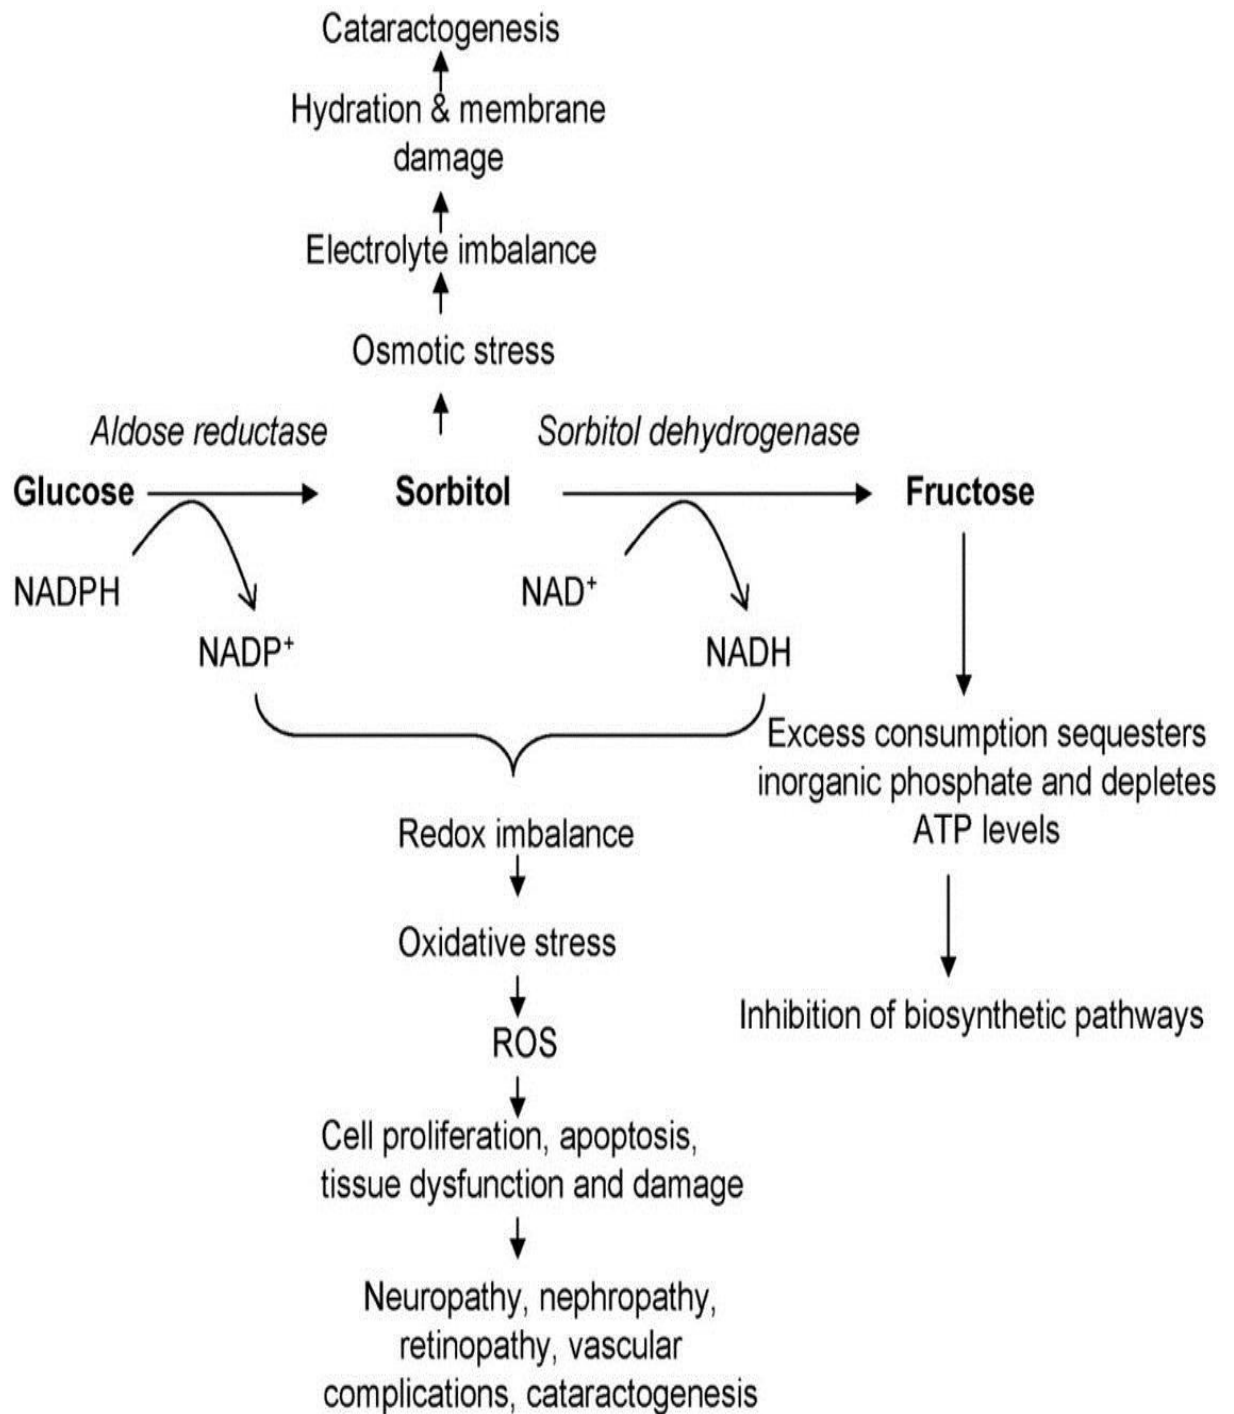 Cataractogenesis
Hydration & membrane
damage
Electrolyte imbalance
Osmotic stress
Aldose reductase
Sorbitol dehydrogenase
Glucose
Sorbitol
Fructose
NADPH
NADP⁺
NAD⁺
NADH
Excess consumption sequesters
inorganic phosphate and depletes
ATP levels
Inhibition of biosynthetic pathways
Redox imbalance
Oxidative stress
ROS
Cell proliferation, apoptosis,
tissue dysfunction and damage
Neuropathy, nephropathy,
retinopathy, vascular
complications, cataractogenesis